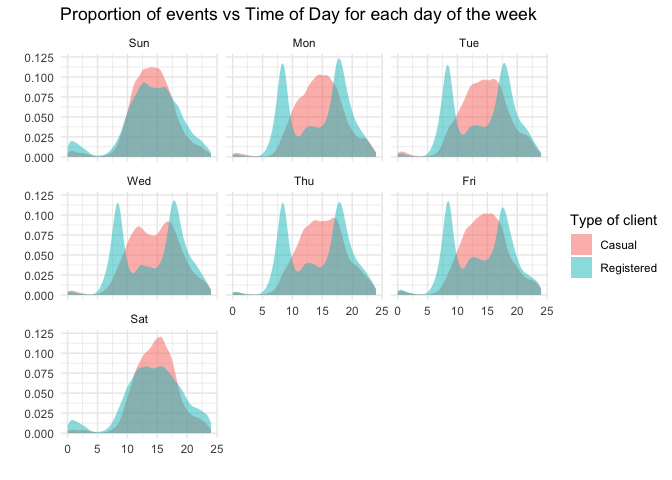 Proportion of events vs Time of Day for each day of the week
Sun Mon Tue
0.125
0.100
0.075
0.050
0.025
0.000
Wed Thu Fri
0.125
0.100
0.075
0.050
0.025
0.000
0 5 10 15 20 25 0 5 10 15 20 25
Sat
0.125
0.100
0.075
0.050
0.025
0.000
0 5 10 15 20 25
Type of client
Casual
Registered